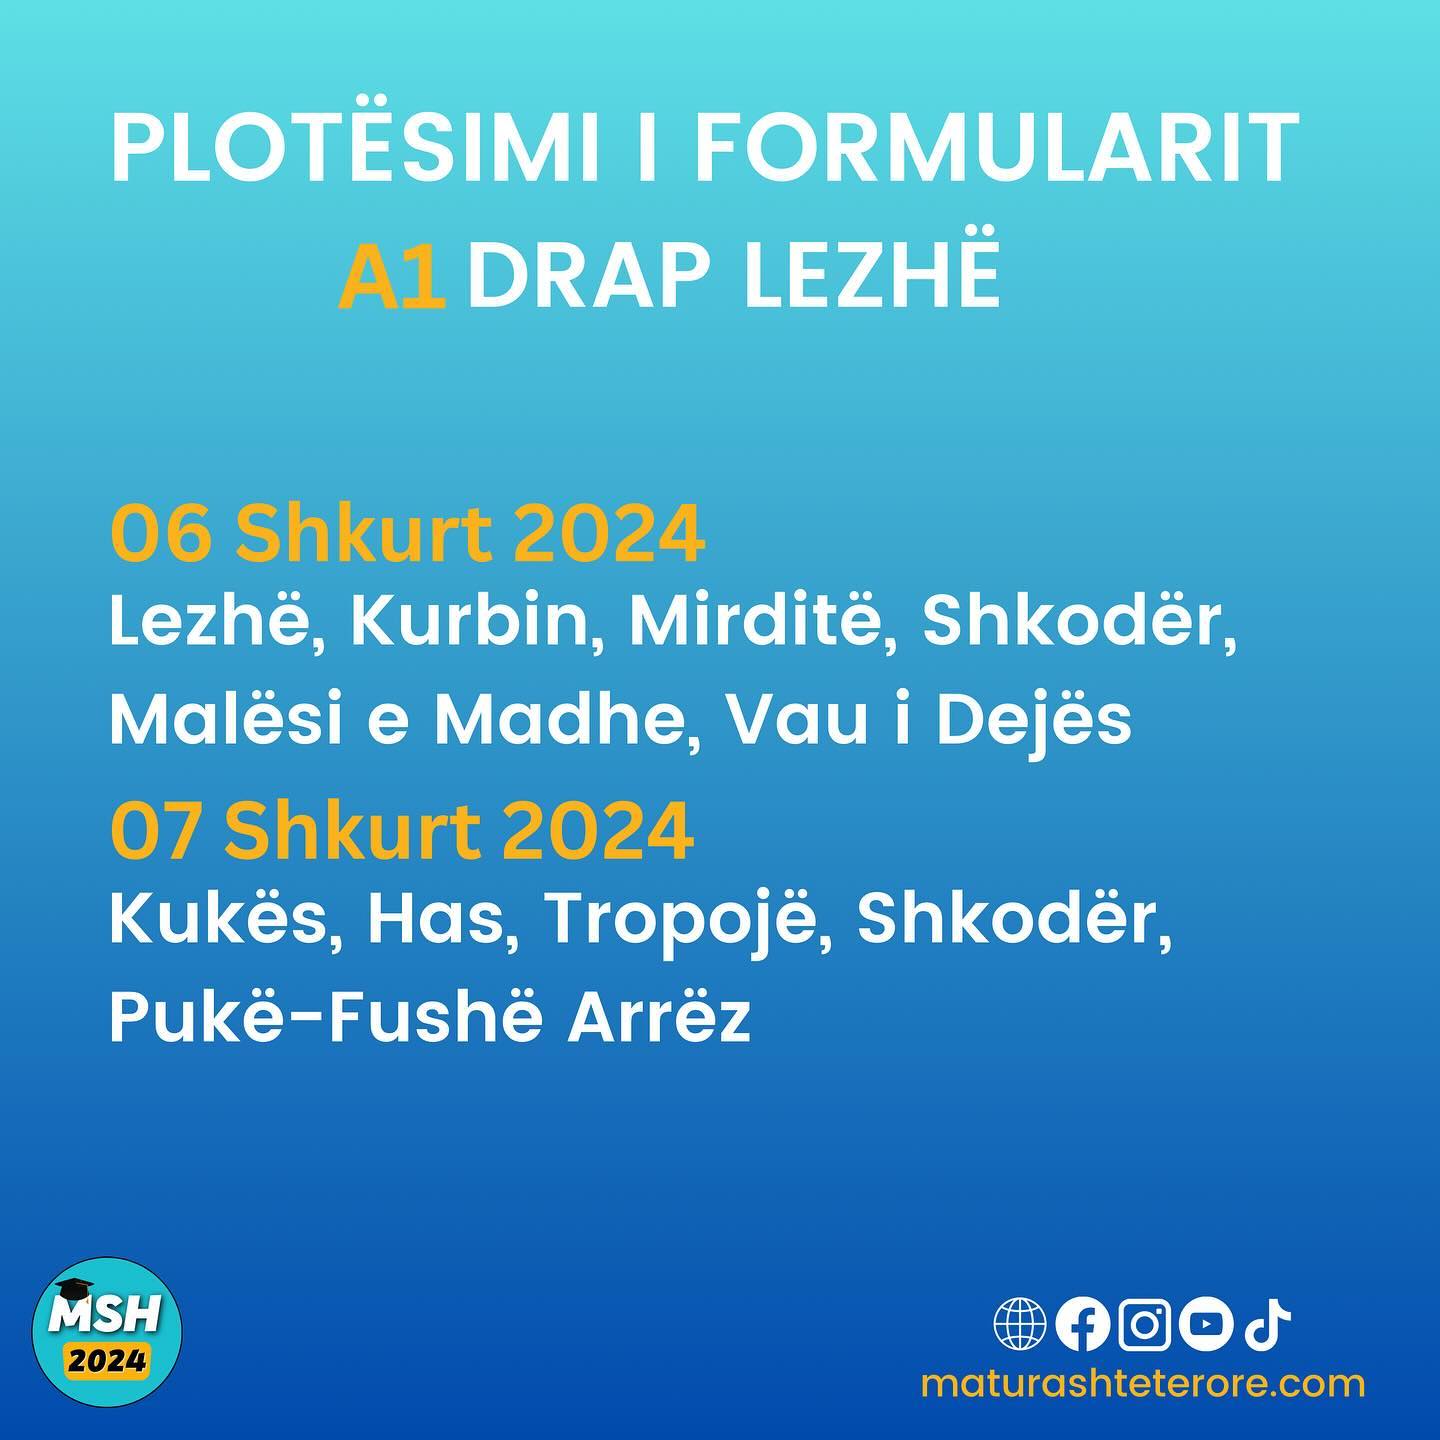 PLOTËSIMI I FORMULARIT
A1 DRAP LEZHË
06 Shkurt 2024
Lezhë, Kurbin, Mirditë, Shkodër,
Malësi e Madhe, Vau i Dejës
07 Shkurt 2024
Kukës, Has, Tropojë, Shkodër,
Pukë-Fushë Arrëz
MSH
2024
maturashteterore.com